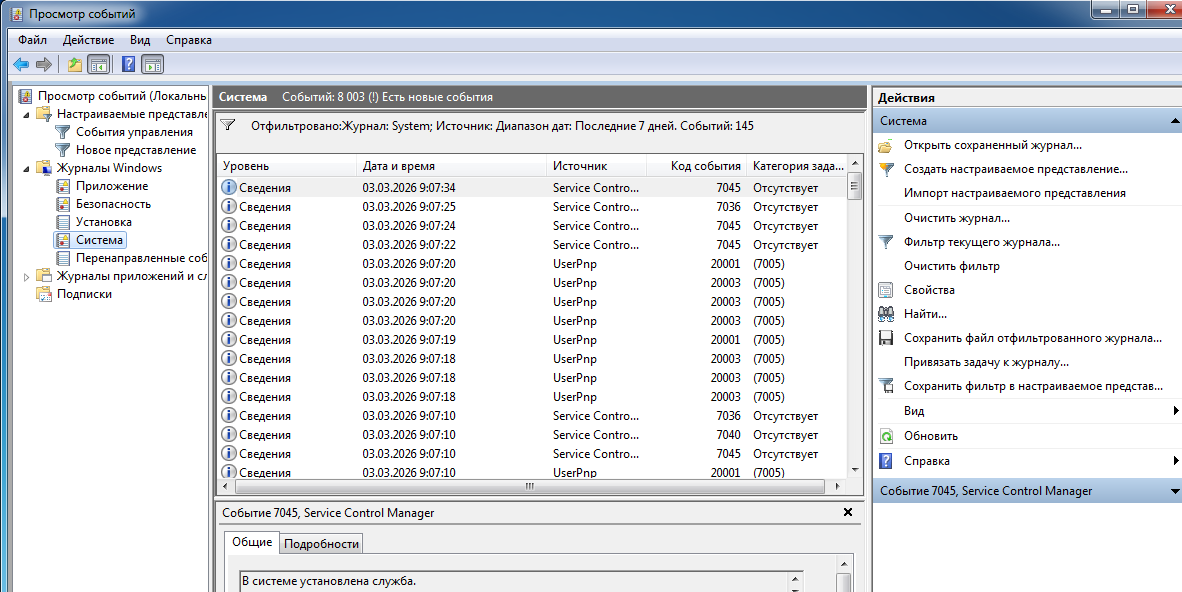 Просмотр событий
Файл Действие Вид Справка
Просмотр событий (Локальнь
Настраиваемые представле
События управления
Новое представление
Журналы Windows
Приложение
Безопасность
Установка
Система
Перенаправленные соб
Журналы приложений и сл
Подписки
Система Событий: 8 003 (!) Есть новые события
Отфильтровано:Журнал: System; Источник: Диапазон дат: Последние 7 дней. Событий: 145
Уровень Дата и время Источник Код события Категория зада...
Сведения 03.03.2026 9:07:34 Service Contro... 7045 Отсутствует
Сведения 03.03.2026 9:07:25 Service Contro... 7036 Отсутствует
Сведения 03.03.2026 9:07:24 Service Contro... 7045 Отсутствует
Сведения 03.03.2026 9:07:22 Service Contro... 7045 Отсутствует
Сведения 03.03.2026 9:07:20 UserPnp 20001 (7005)
Сведения 03.03.2026 9:07:20 UserPnp 20003 (7005)
Сведения 03.03.2026 9:07:20 UserPnp 20003 (7005)
Сведения 03.03.2026 9:07:20 UserPnp 20003 (7005)
Сведения 03.03.2026 9:07:19 UserPnp 20001 (7005)
Сведения 03.03.2026 9:07:18 UserPnp 20003 (7005)
Сведения 03.03.2026 9:07:18 UserPnp 20003 (7005)
Сведения 03.03.2026 9:07:18 UserPnp 20003 (7005)
Сведения 03.03.2026 9:07:10 Service Contro... 7036 Отсутствует
Сведения 03.03.2026 9:07:10 Service Contro... 7040 Отсутствует
Сведения 03.03.2026 9:07:10 Service Contro... 7045 Отсутствует
Сведения 03.03.2026 9:07:10 UserPnp 20001 (7005)
Событие 7045, Service Control Manager
Общие Подробности
В системе установлена служба.
Действия
Система
Открыть сохраненный журнал...
Создать настраиваемое представление...
Импорт настраиваемого представления
Очистить журнал...
Фильтр текущего журнала...
Очистить фильтр
Свойства
Найти...
Сохранить файл отфильтрованного журнала...
Привязать задачу к журналу...
Сохранить фильтр в настраиваемое представ...
Вид
Обновить
Справка
Событие 7045, Service Control Manager